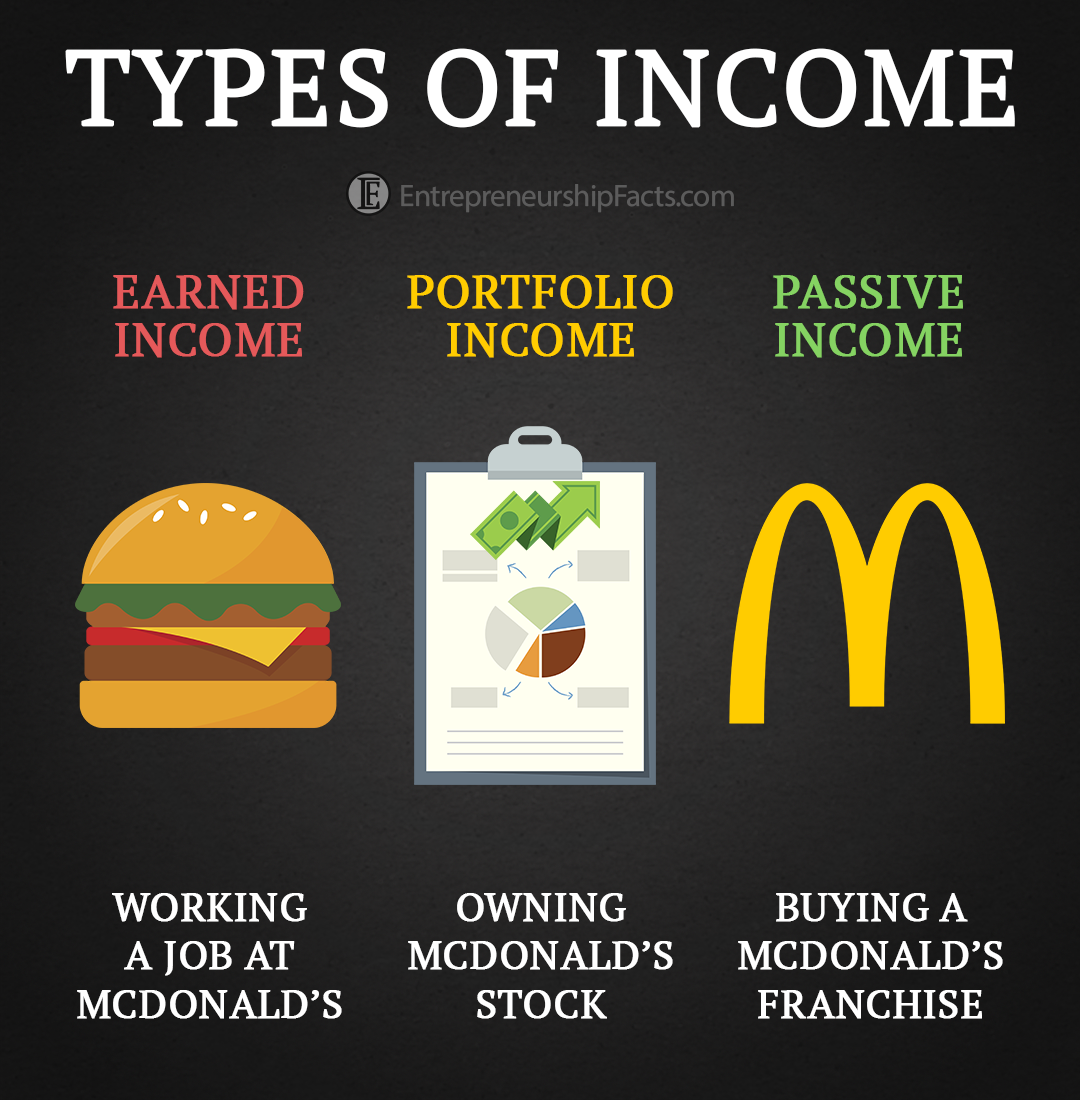 TYPES OF INCOME
EntrepreneurshipFacts.com
EARNED
INCOME
PORTFOLIO
INCOME
PASSIVE
INCOME
WORKING
A JOB AT
MCDONALD'S
OWNING
MCDONALD'S
STOCK
BUYING A
MCDONALD'S
FRANCHISE